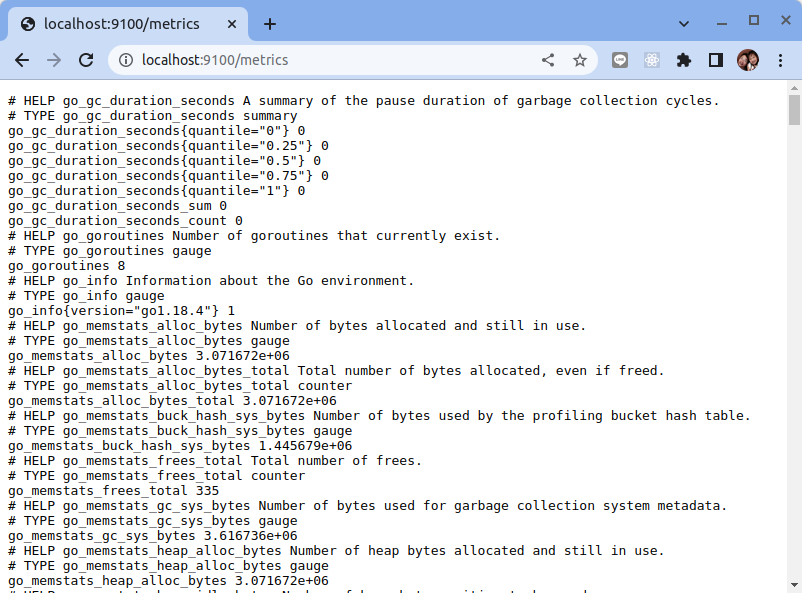 localhost:9100/metrics
localhost:9100/metrics
# HELP go_gc_duration_seconds A summary of the pause duration of garbage collection cycles.
# TYPE go_gc_duration_seconds summary
go_gc_duration_seconds{quantile="0"} 0
go_gc_duration_seconds{quantile="0.25"} 0
go_gc_duration_seconds{quantile="0.5"} 0
go_gc_duration_seconds{quantile="0.75"} 0
go_gc_duration_seconds{quantile="1"} 0
go_gc_duration_seconds_sum 0
go_gc_duration_seconds_count 0
# HELP go_goroutines Number of goroutines that currently exist.
# TYPE go_goroutines gauge
go_goroutines 8
# HELP go_info Information about the Go environment.
# TYPE go_info gauge
go_info{version="go1.18.4"} 1
# HELP go_memstats_alloc_bytes Number of bytes allocated and still in use.
# TYPE go_memstats_alloc_bytes gauge
go_memstats_alloc_bytes 3.071672e+06
# HELP go_memstats_alloc_bytes_total Total number of bytes allocated, even if freed.
# TYPE go_memstats_alloc_bytes_total counter
go_memstats_alloc_bytes_total 3.071672e+06
# HELP go_memstats_buck_hash_sys_bytes Number of bytes used by the profiling bucket hash table.
# TYPE go_memstats_buck_hash_sys_bytes gauge
go_memstats_buck_hash_sys_bytes 1.445679e+06
# HELP go_memstats_frees_total Total number of frees.
# TYPE go_memstats_frees_total counter
go_memstats_frees_total 335
# HELP go_memstats_gc_sys_bytes Number of bytes used for garbage collection system metadata.
# TYPE go_memstats_gc_sys_bytes gauge
go_memstats_gc_sys_bytes 3.616736e+06
# HELP go_memstats_heap_alloc_bytes Number of heap bytes allocated and still in use.
# TYPE go_memstats_heap_alloc_bytes gauge
go_memstats_heap_alloc_bytes 3.071672e+06